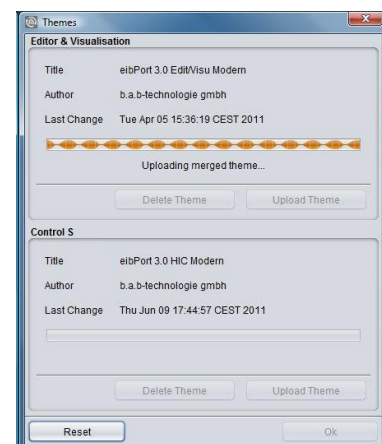 Themes
Editor & Visualisation
Title eibPort 3.0 Edit/Visu Modern
Author b.a.b-technologie gmbh
Last Change Tue Apr 05 15:36:19 CEST 2011
Uploading merged theme...
Delete Theme Upload Theme
Control S
Title eibPort 3.0 HIC Modern
Author b.a.b-technologie gmbh
Last Change Thu Jun 09 17:44:57 CEST 2011
Delete Theme Upload Theme
Reset Ok